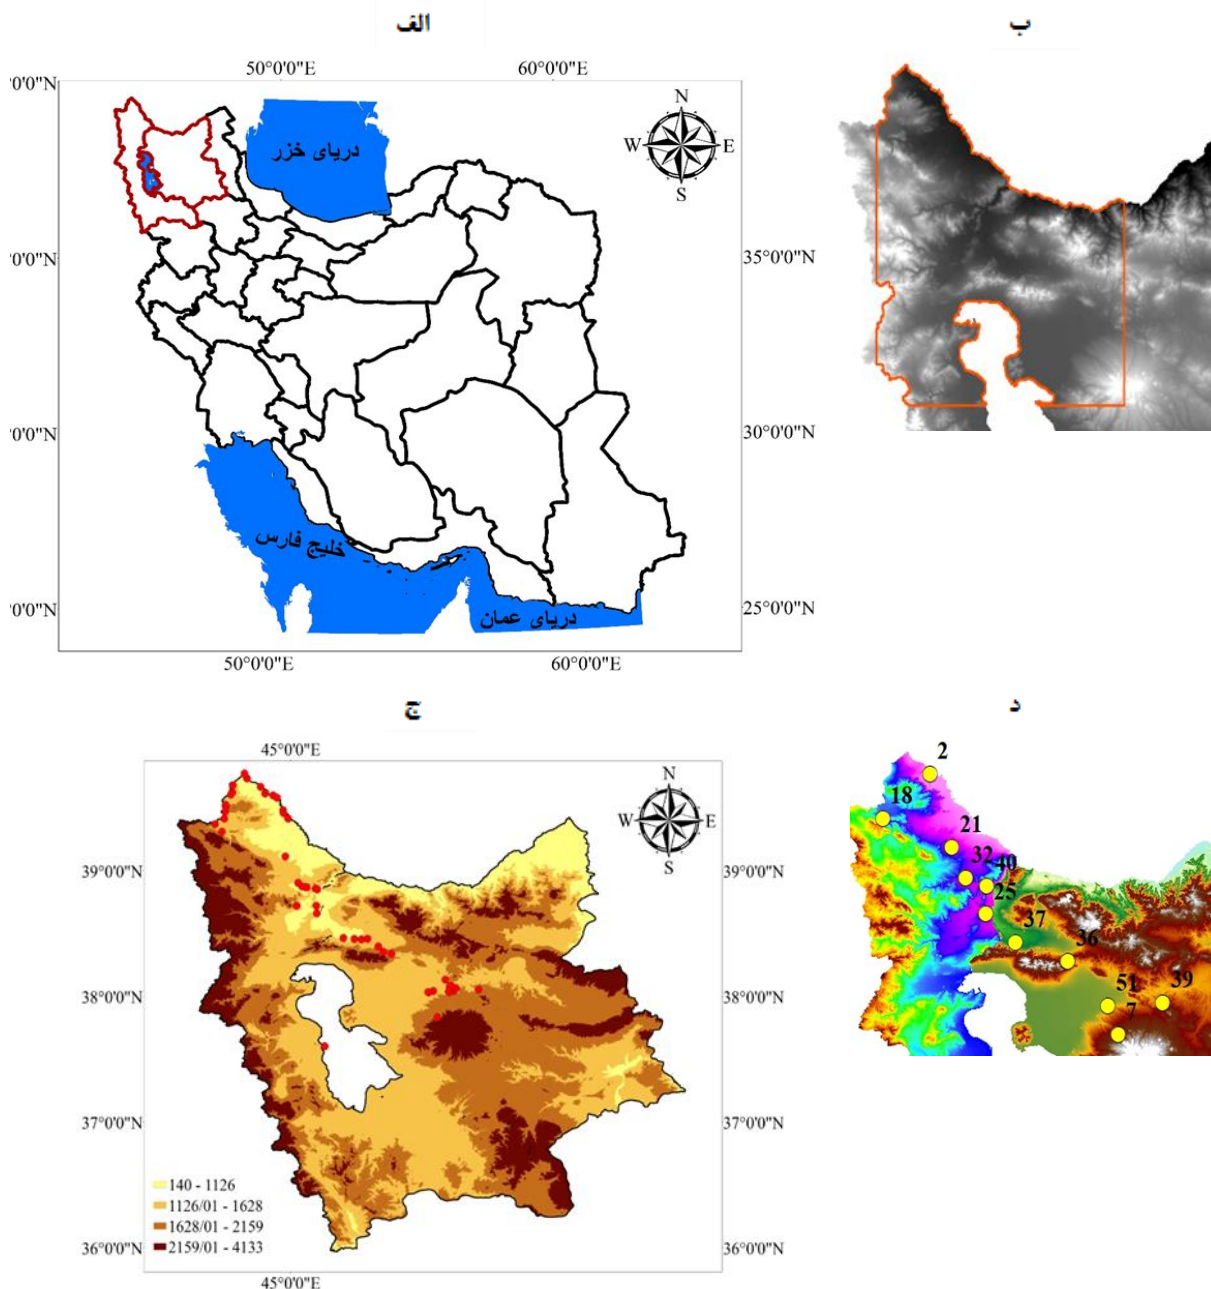 الف
ب
50°0'0"E
60°0'0"E
0'0"N
N
W
E
S
دریای خزر
0'0"N
35°0'0"N
0'0"N
30°0'0"N
خلیج فارس
دریای عمان
0'0"N
25°0'0"N
50°0'0"E
60°0'0"E
ج
د
45°0'0"E
N
W
E
S
39°0'0"N
39°0'0"N
38°0'0"N
38°0'0"N
37°0'0"N
37°0'0"N
36°0'0"N
36°0'0"N
140 - 1126
1126/01 - 1628
1628/01 - 2159
2159/01 - 4133
45°0'0"E
2
18
21
32
40
25
37
36
51
39
7